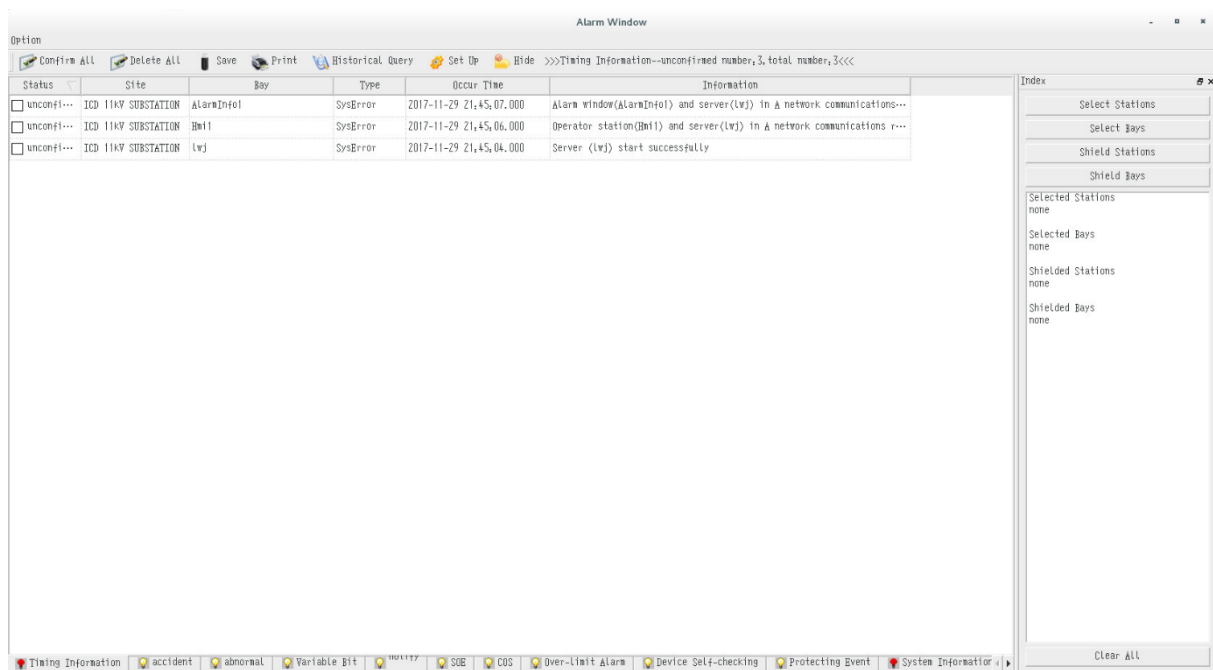 Alarm Window
Option
Confirm All Delete All Save Print Historical Query Set Up Hide >>>Timing Information--unconfirmed number,3,total number,3<<<
Status Site Bay Type Occur Time Information
unconfi··· ICD 11kV SUBSTATION AlarmInfo1 SysError 2017-11-29 21:45:07.000 Alarm window(AlarmInfo1) and server(lwj) in A network communications···
unconfi··· ICD 11kV SUBSTATION Hmi1 SysError 2017-11-29 21:45:06.000 Operator station(Hmi1) and server(lwj) in A network communications r···
unconfi··· ICD 11kV SUBSTATION lwj SysError 2017-11-29 21:45:04.000 Server (lwj) start successfully
Index
Select Stations
Select Bays
Shield Stations
Shield Bays
Selected Stations
none
Selected Bays
none
Shielded Stations
none
Shielded Bays
none
Clear All
Timing Information accident abnormal Variable Bit notify SOE COS Over-limit Alarm Device Self-checking Protecting Event System Information